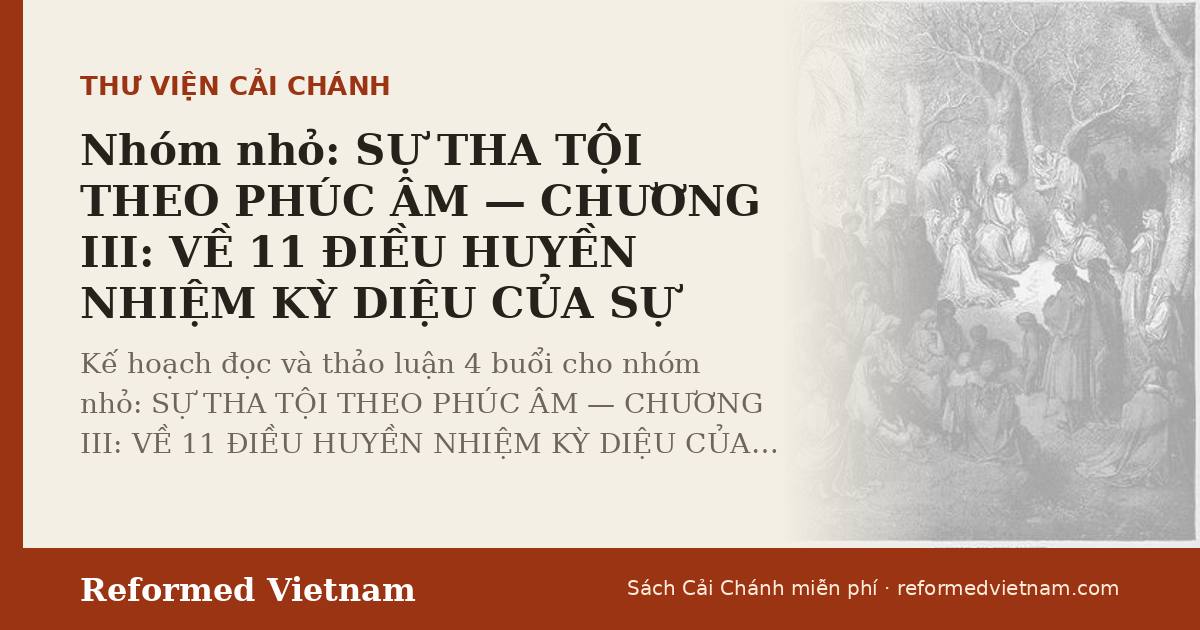 THƯ VIỆN CẢI CHÁNH
Nhóm nhỏ: SỰ THA TỘI
THEO PHÚC ÂM — CHƯƠNG
III: VỀ 11 ĐIỀU HUYỀN
NHIỆM KỲ DIỆU CỦA SỰ
Kế hoạch đọc và thảo luận 4 buổi cho nhóm
nhỏ: SỰ THA TỘI THEO PHÚC ÂM — CHƯƠNG
III: VỀ 11 ĐIỀU HUYỀN NHIỆM KỲ DIỆU CỦA...
Reformed Vietnam
Sách Cải Chánh miễn phí · reformedvietnam.com